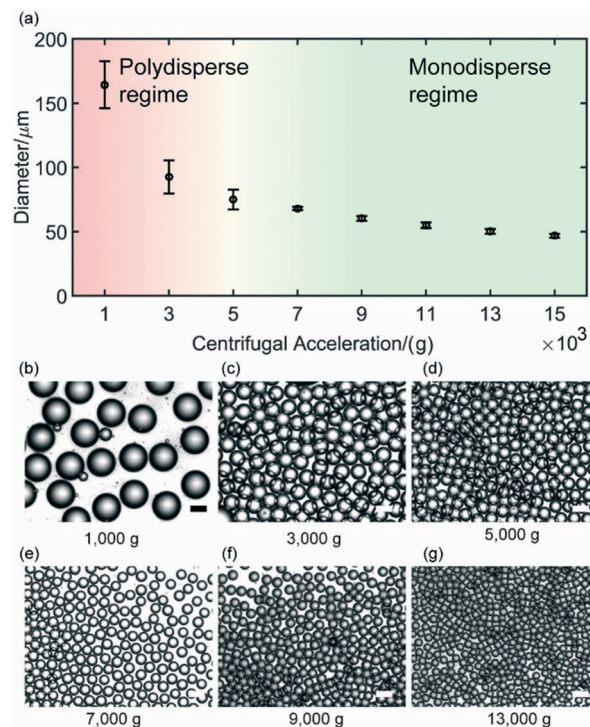 (a)
200
150
100
50
0
Diameter/μm
Polydisperse
regime
Monodisperse
regime
1 3 5 7 9 11 13 15
Centrifugal Acceleration/(g)
×10³
(b) (c) (d)
1,000 g 3,000 g 5,000 g
(e) (f) (g)
7,000 g 9,000 g 13,000 g